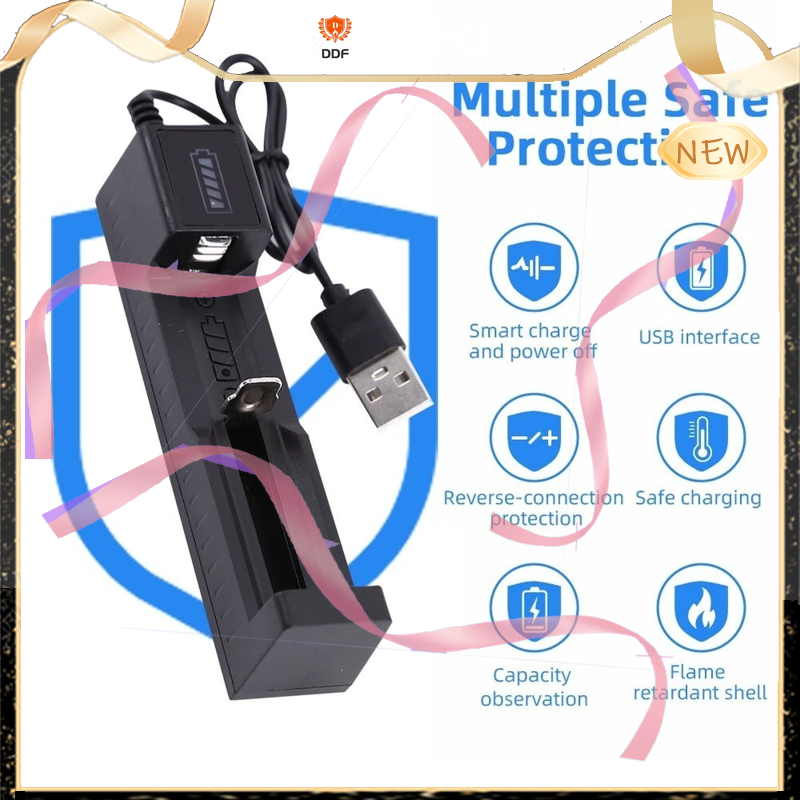 DDF
Multiple Safe
Protecti
NEW
Smart charge
and power off
USB interface
Reverse-connection
protection
Safe charging
Capacity
observation
Flame
retardant shell